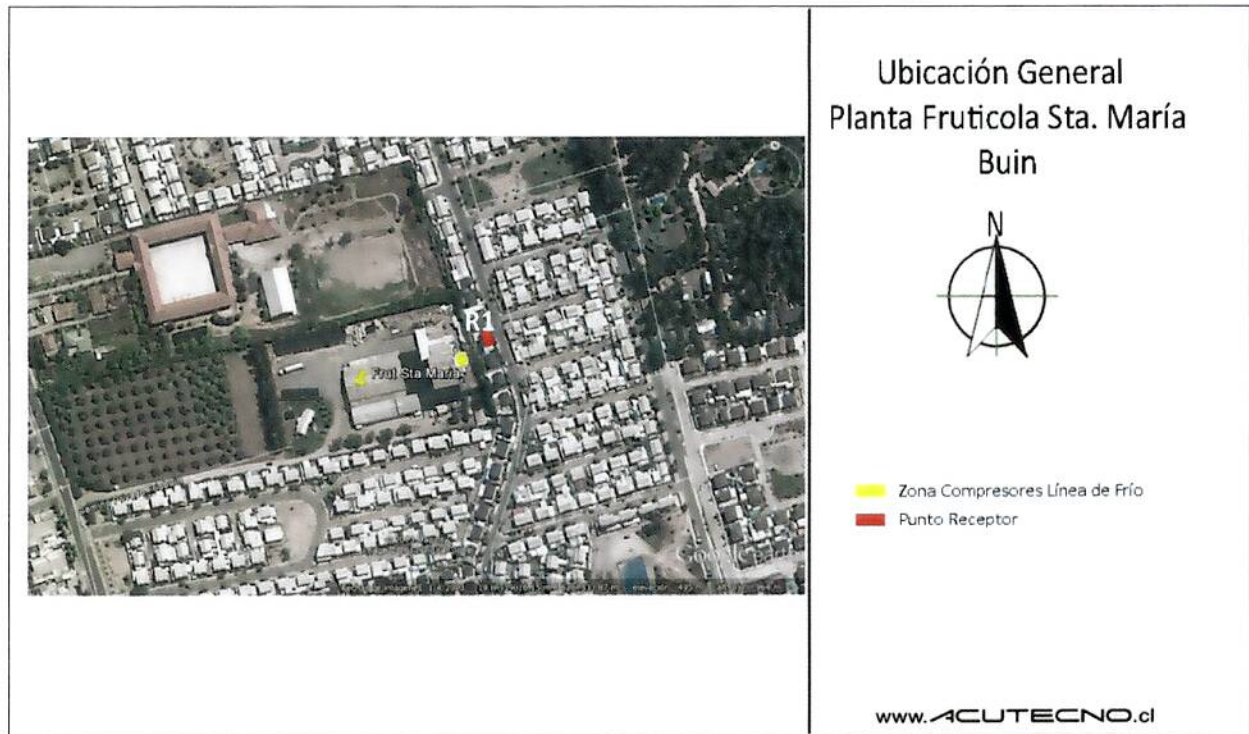 Ubicación General
Planta Fruticola Sta. María
Buin
N
R1
Frut Sta María
Zona Compresores Línea de Frío
Punto Receptor
www.ACUTECNO.cl